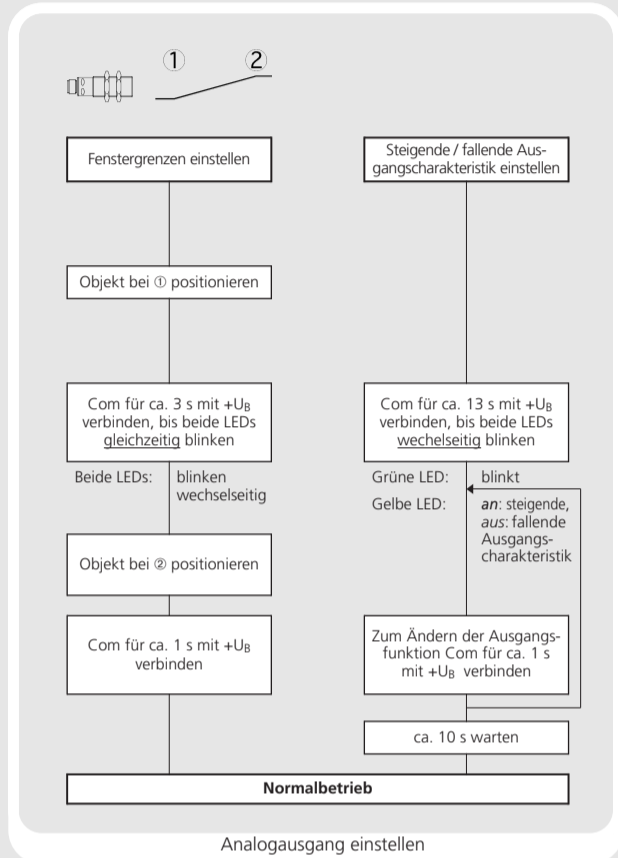 ① ②
Fenstergrenzen einstellen
Objekt bei ① positionieren
Com für ca. 3 s mit +UB
verbinden, bis beide LEDs
gleichzeitig blinken
Beide LEDs: blinken
wechselseitig
Objekt bei ② positionieren
Com für ca. 1 s mit +UB
verbinden
Steigende / fallende Aus-
gangscharakteristik einstellen
Com für ca. 13 s mit +UB
verbinden, bis beide LEDs
wechelseitig blinken
Grüne LED: blinkt
Gelbe LED: an: steigende,
aus: fallende
Ausgangs-
charakteristik
Zum Ändern der Ausgangs-
funktion Com für ca. 1 s
mit +UB verbinden
ca. 10 s warten
Normalbetrieb
Analogausgang einstellen